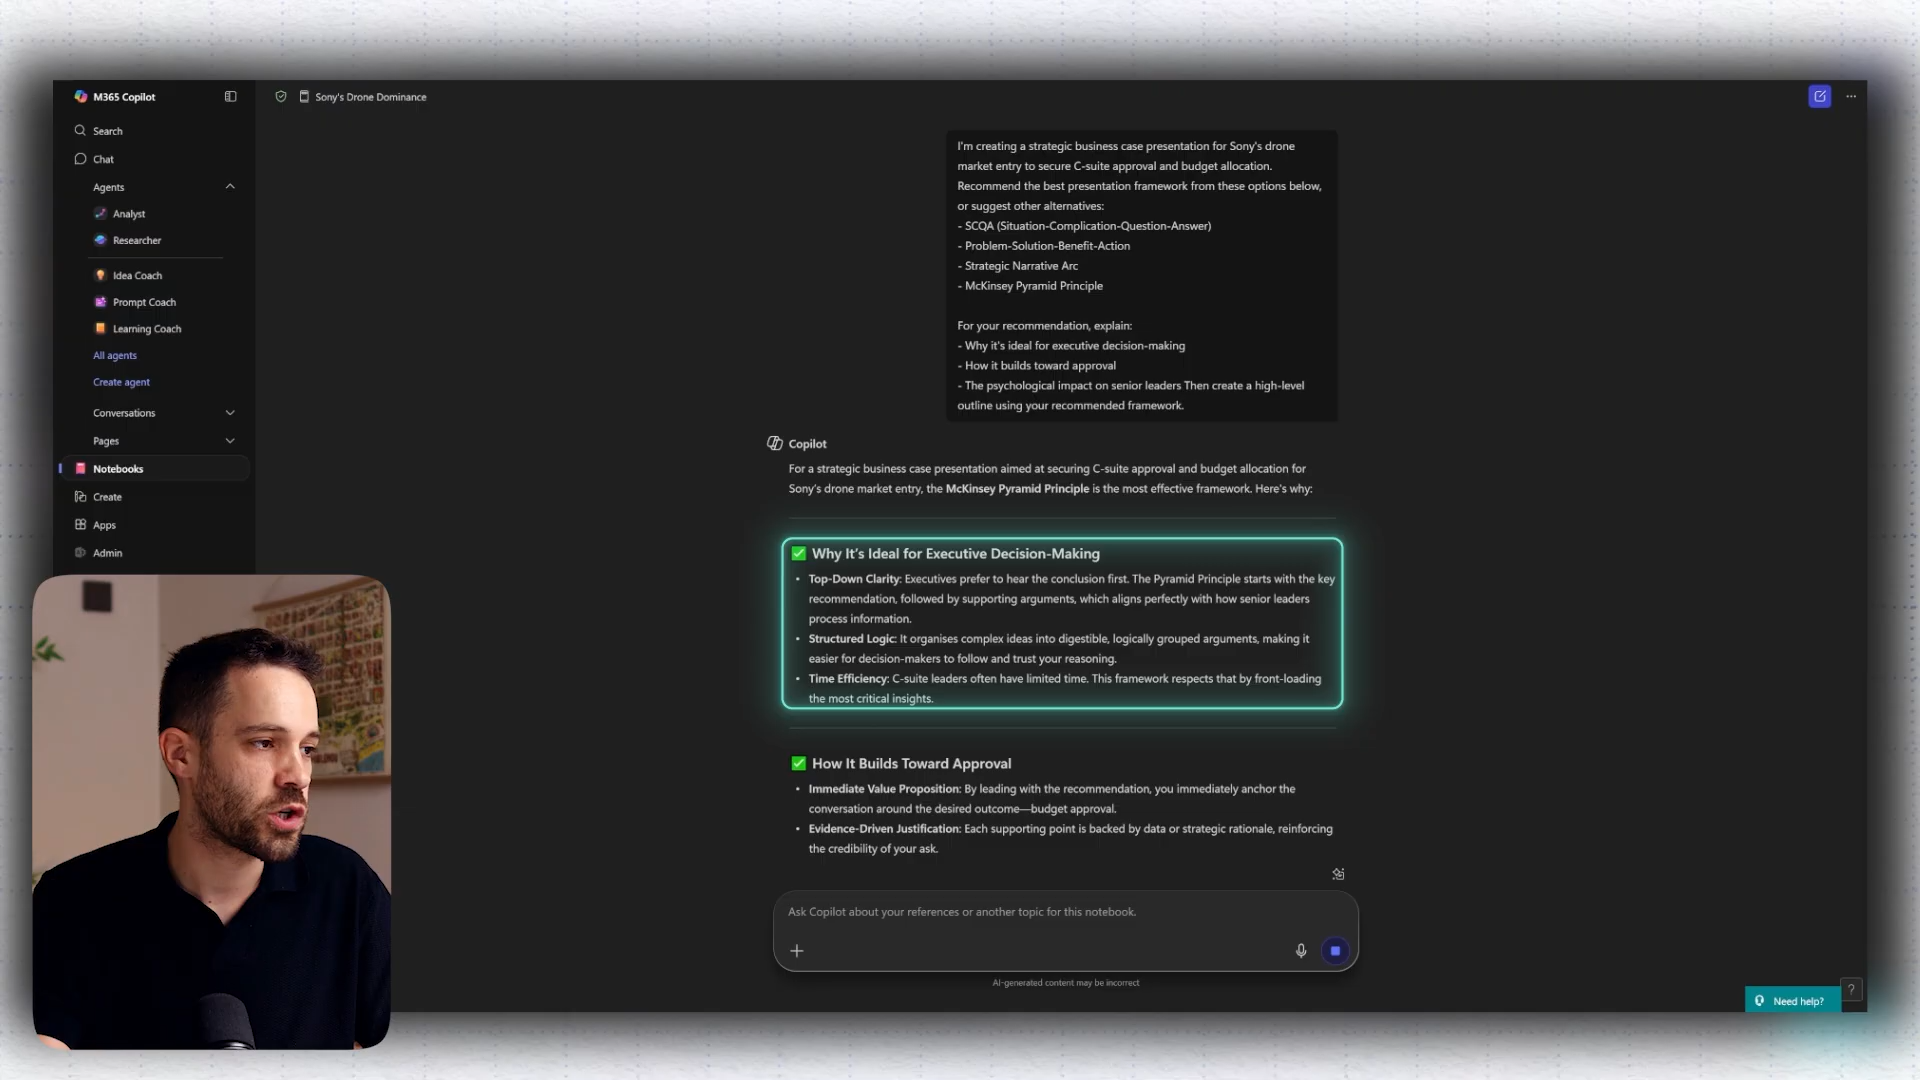 M365 Copilot
Search
Chat
Agents
Analyst
Researcher
Idea Coach
Prompt Coach
Learning Coach
All agents
Create agent
Conversations
Pages
Notebooks
Create
Apps
Admin
Sony's Drone Dominance
I'm creating a strategic business case presentation for Sony's drone
market entry to secure C-suite approval and budget allocation.
Recommend the best presentation framework from these options below,
or suggest other alternatives:
- SCQA (Situation-Complication-Question-Answer)
- Problem-Solution-Benefit-Action
- Strategic Narrative Arc
- McKinsey Pyramid Principle
For your recommendation, explain:
- Why it's ideal for executive decision-making
- How it builds toward approval
- The psychological impact on senior leaders Then create a high-level
outline using your recommended framework.
Copilot
For a strategic business case presentation aimed at securing C-suite approval and budget allocation for
Sony's drone market entry, the McKinsey Pyramid Principle is the most effective framework. Here's why:
✅ Why It's Ideal for Executive Decision-Making
• Top-Down Clarity: Executives prefer to hear the conclusion first. The Pyramid Principle starts with the key
recommendation, followed by supporting arguments, which aligns perfectly with how senior leaders
process information.
• Structured Logic: It organises complex ideas into digestible, logically grouped arguments, making it
easier for decision-makers to follow and trust your reasoning.
• Time Efficiency: C-suite leaders often have limited time. This framework respects that by front-loading
the most critical insights.
✅ How It Builds Toward Approval
• Immediate Value Proposition: By leading with the recommendation, you immediately anchor the
conversation around the desired outcome—budget approval.
• Evidence-Driven Justification: Each supporting point is backed by data or strategic rationale, reinforcing
the credibility of your ask.
Ask Copilot about your references or another topic for this notebook.
AI-generated content may be incorrect
Need help?
?